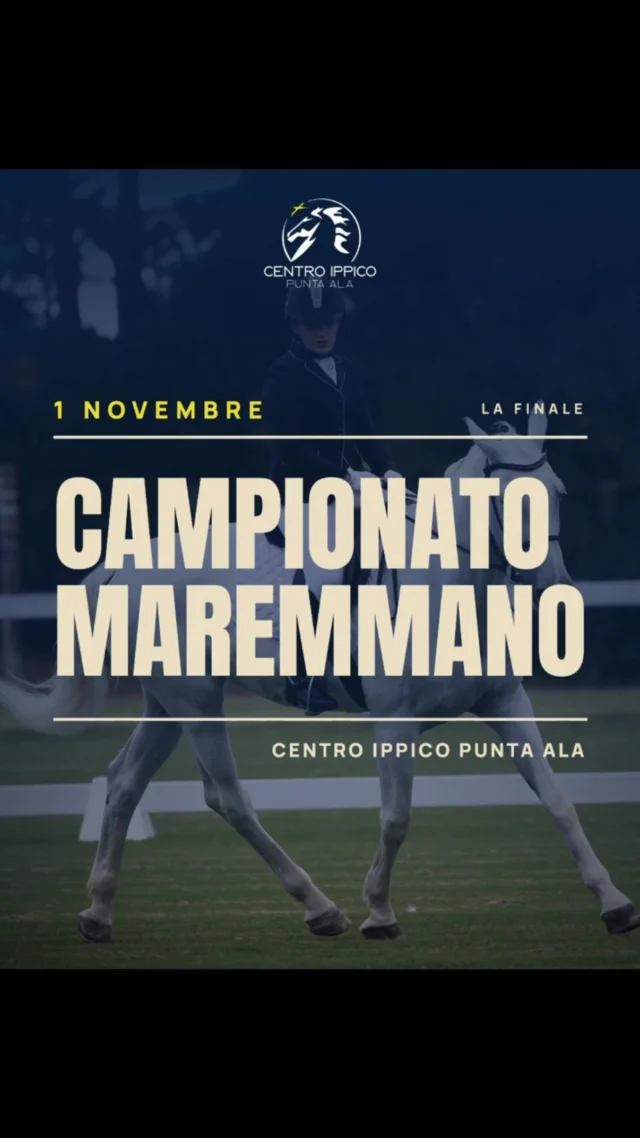 CENTRO IPPICO
PUNTA ALA
1 NOVEMBRE
LA FINALE
CAMPIONATO
MAREMMANO
CENTRO IPPICO PUNTA ALA